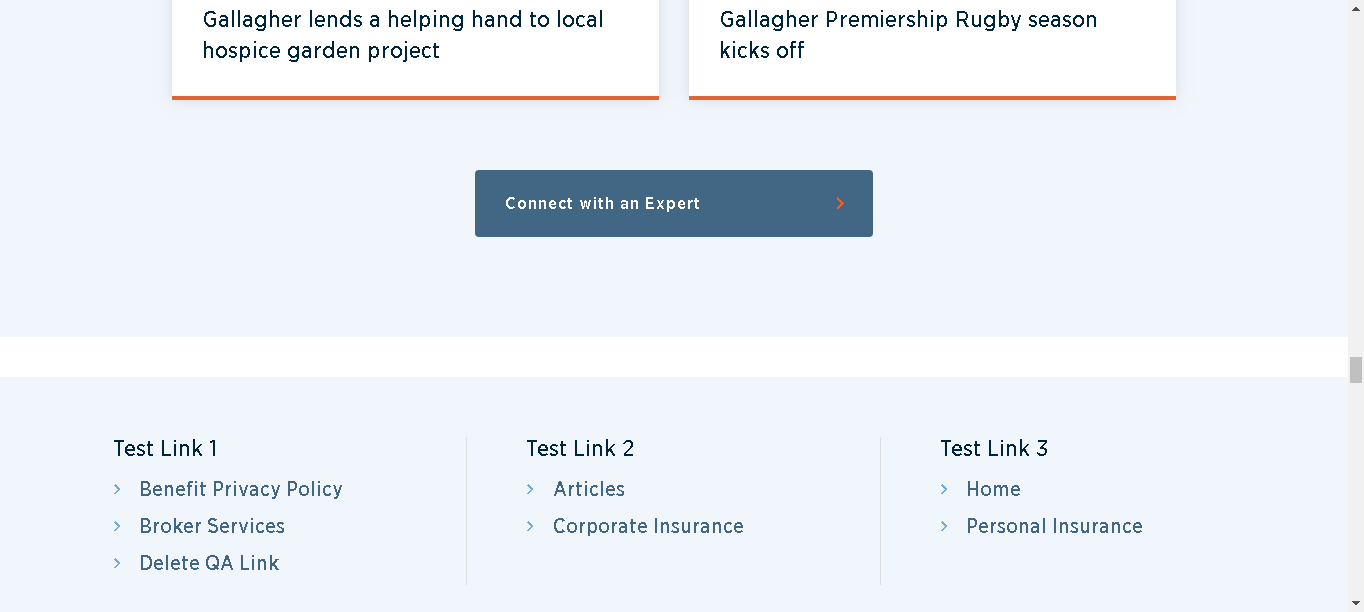 Gallagher lends a helping hand to local
hospice garden project
Gallagher Premiership Rugby season
kicks off
Connect with an Expert
Test Link 1
Benefit Privacy Policy
Broker Services
Delete QA Link
Test Link 2
Articles
Corporate Insurance
Test Link 3
Home
Personal Insurance